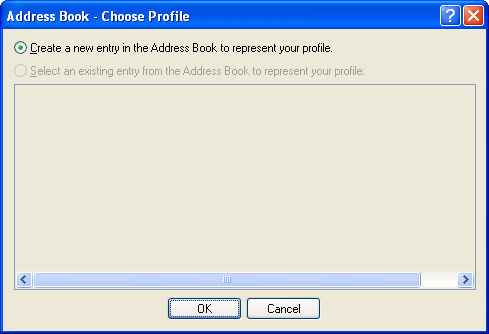 Address Book - Choose Profile
Create a new entry in the Address Book to represent your profile.
Select an existing entry from the Address Book to represent your profile:
OK
Cancel